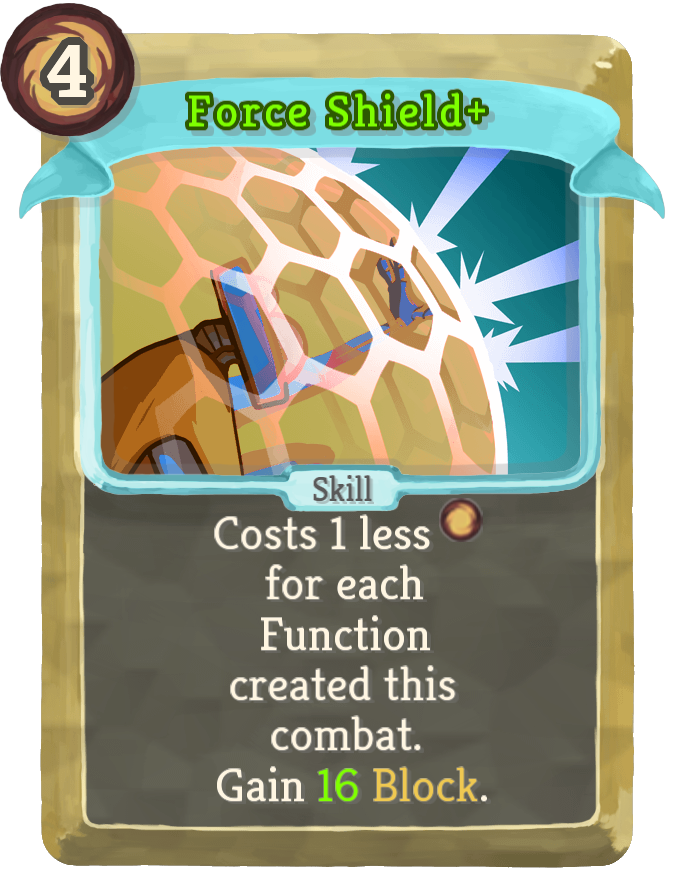 4
Force Shield+
Skill
Costs 1 less
for each
Function
created this
combat.
Gain 16 Block.